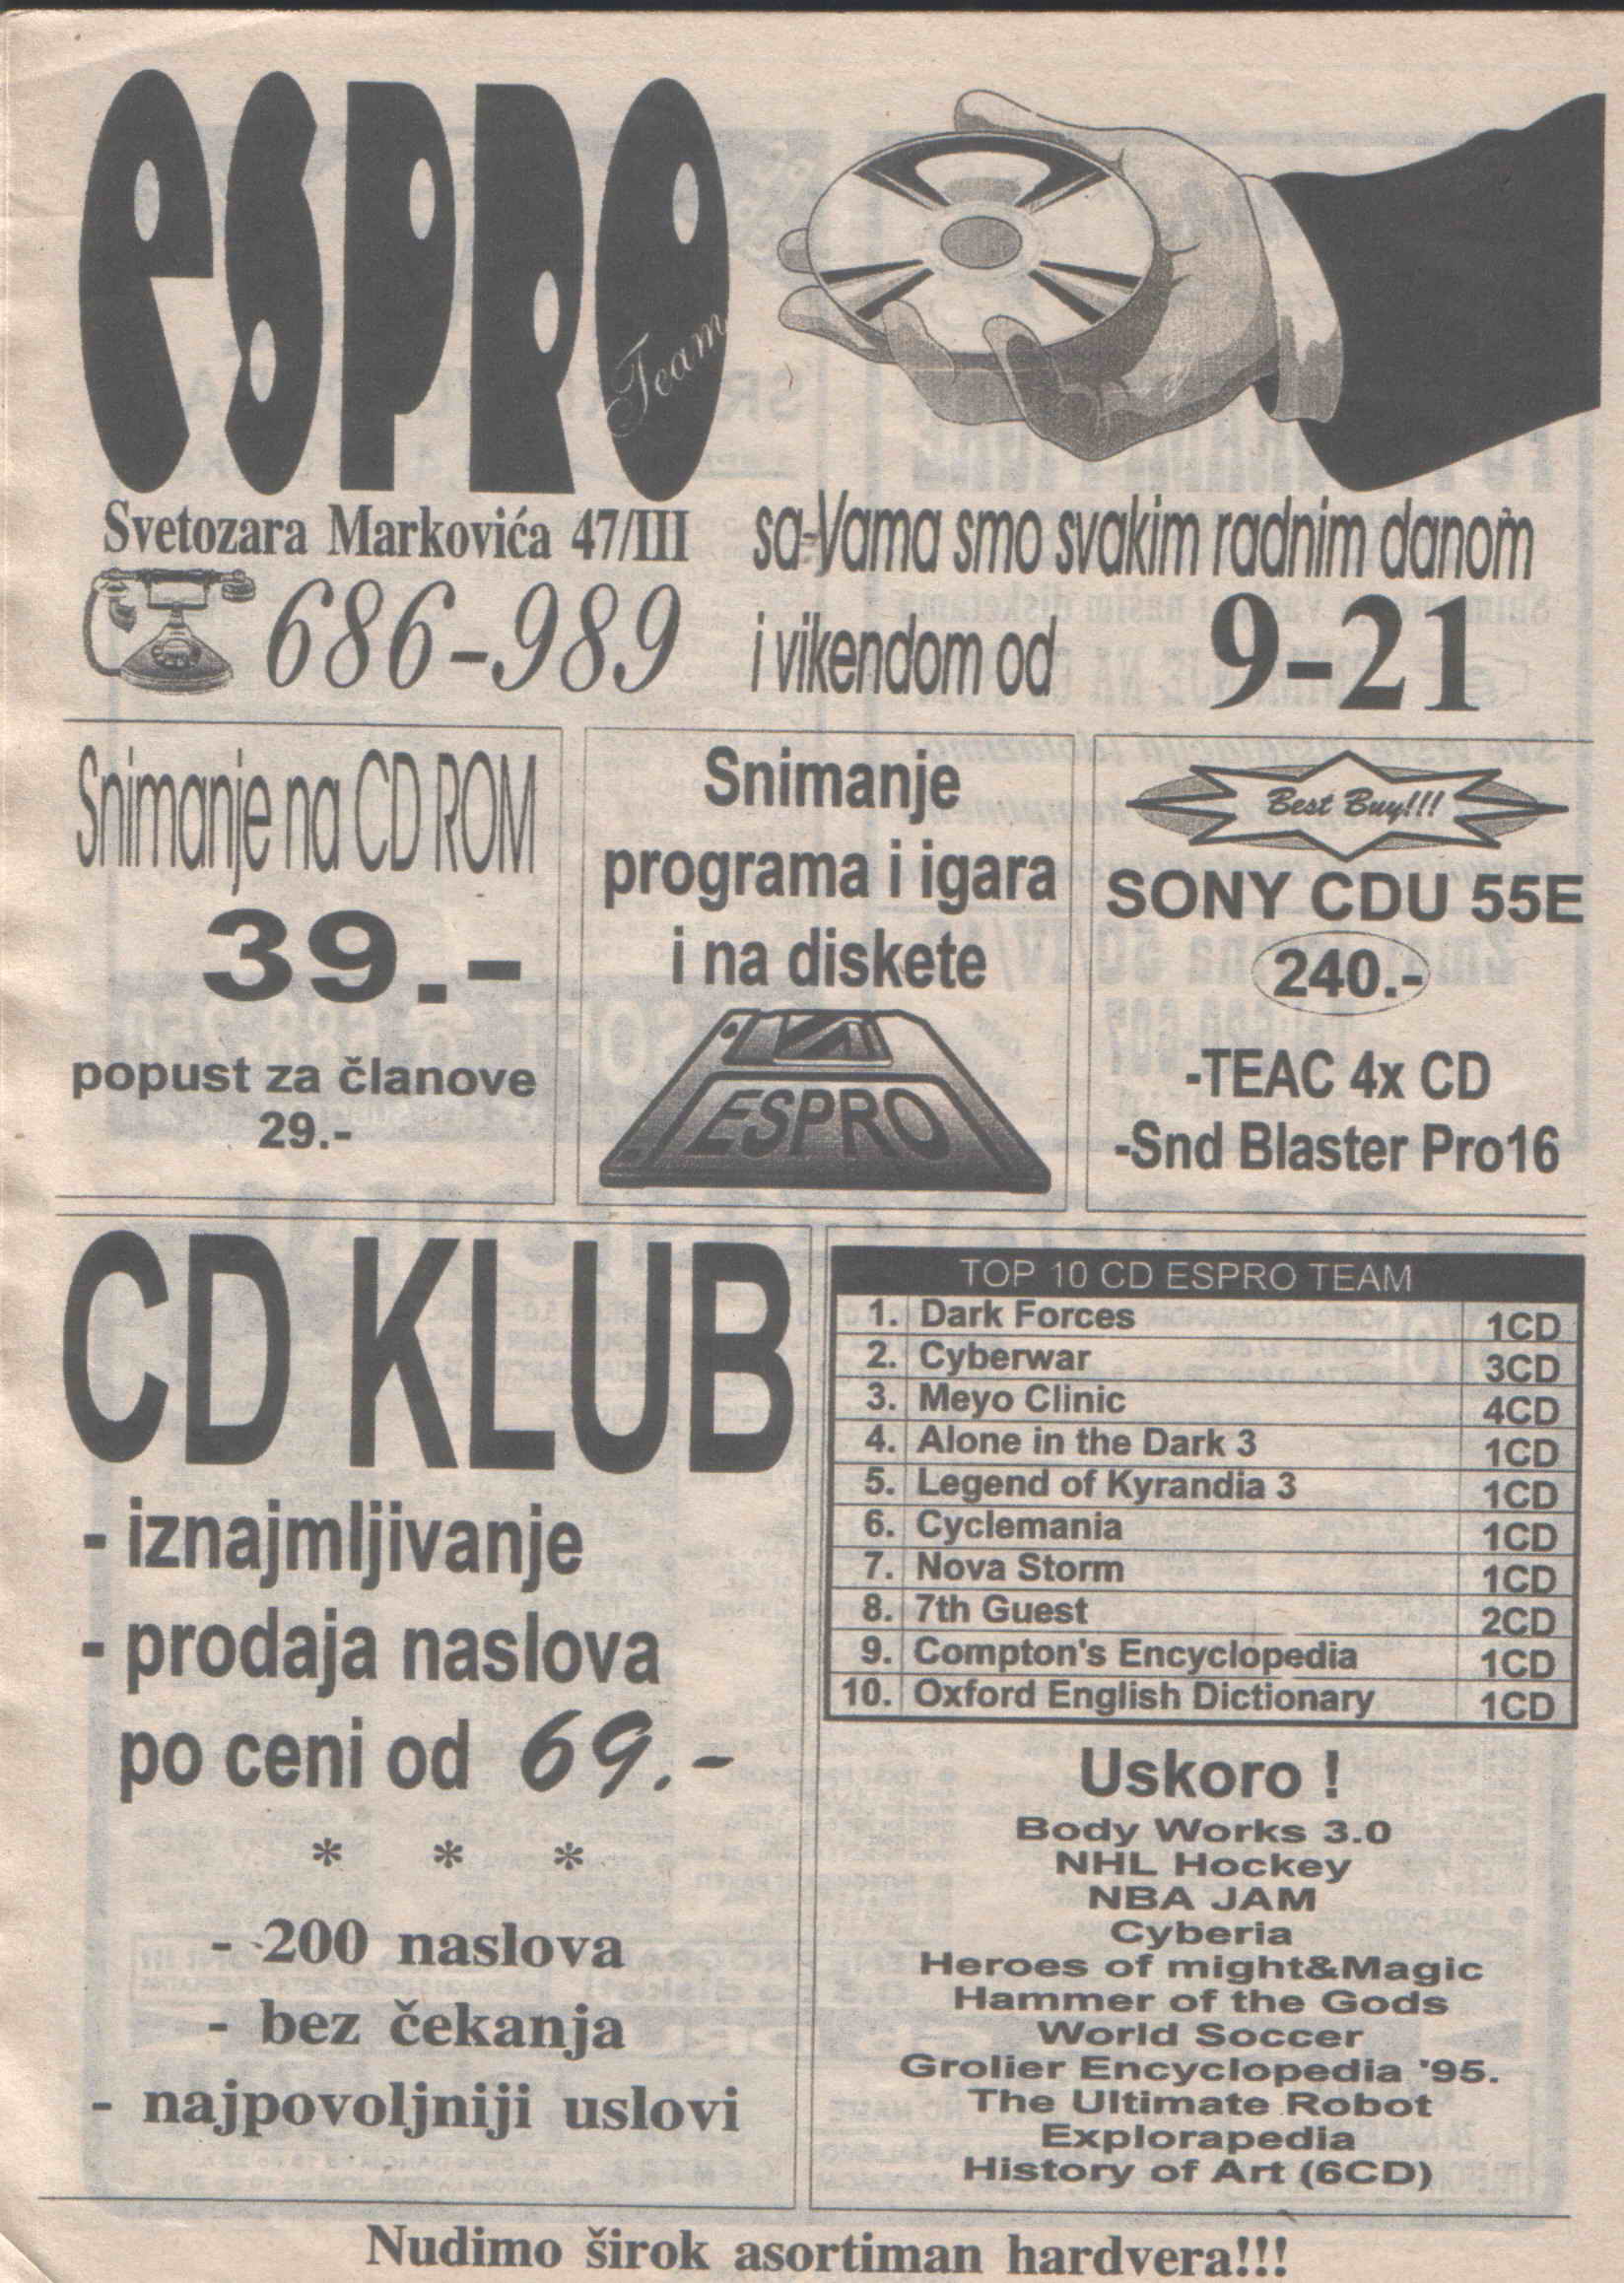 ESPRO
Team
Svetozara Markovića 47/III
686-989
sa Vama smo svakim radnim danom
i vikendom od 9-21
Snimanje na CD ROM
39.-
popust za članove
29.-
Snimanje
programa i igara
i na diskete
ESPRO
Best Buy!!!
SONY CDU 55E
240.-
-TEAC 4x CD
-Snd Blaster Pro16
CD KLUB
- iznajmljivanje
- prodaja naslova
po ceni od 69.-
* * *
- 200 naslova
- bez čekanja
- najpovoljniji uslovi
TOP 10 CD ESPRO TEAM
1. Dark Forces 1CD
2. Cyberwar 3CD
3. Meyo Clinic 4CD
4. Alone in the Dark 3 1CD
5. Legend of Kyrandia 3 1CD
6. Cyclemania 1CD
7. Nova Storm 1CD
8. 7th Guest 2CD
9. Compton's Encyclopedia 1CD
10. Oxford English Dictionary 1CD
Uskoro !
Body Works 3.0
NHL Hockey
NBA JAM
Cyberia
Heroes of might&Magic
Hammer of the Gods
World Soccer
Grolier Encyclopedia '95.
The Ultimate Robot
Explorapedia
History of Art (6CD)
Nudimo širok asortiman hardvera!!!